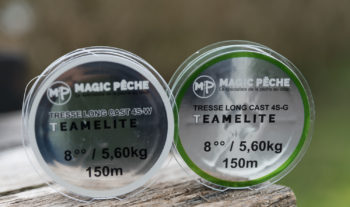 MP MAGIC PÊCHE
TRESSE LONG CAST 4S-W
TEAMELITE
8°° / 5,60kg
150m
MP MAGIC PÊCHE
TRESSE LONG CAST 4S-G
TEAMELITE
8°° / 5,60kg
150m